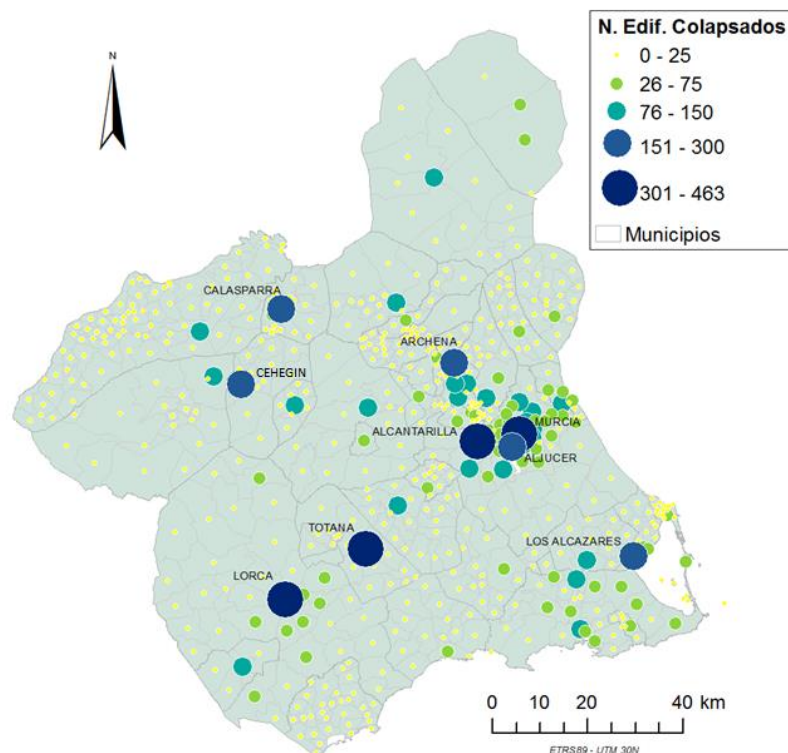 N
N. Edif. Colapsados
0 - 25
26 - 75
76 - 150
151 - 300
301 - 463
Municipios
CALASPARRA
ARCHENA
CEHEGIN
MURCIA
ALCANTARILLA
ALJUCER
TOTANA
LOS ALCAZARES
LORCA
0 10 20 40 km
ETRS89 - UTM 30N